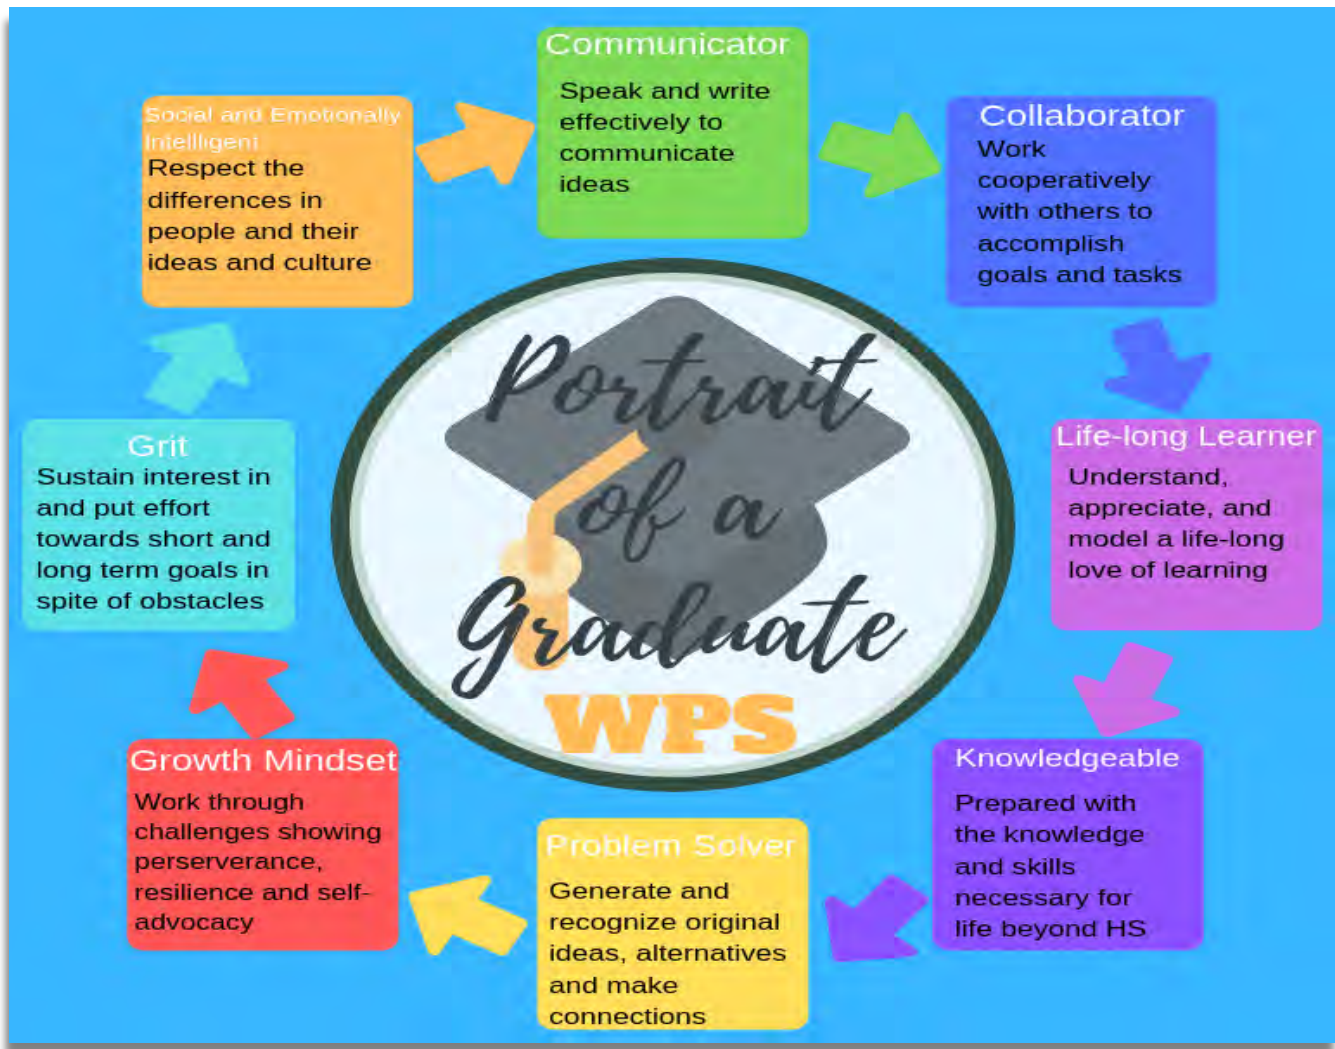 Communicator
Speak and write
effectively to
communicate
ideas
Collaborator
Work
cooperatively
with others to
accomplish
goals and tasks
Life-long Learner
Understand,
appreciate, and
model a life-long
love of learning
Knowledgeable
Prepared with
the knowledge
and skills
necessary for
life beyond HS
Problem Solver
Generate and
recognize original
ideas, alternatives
and make
connections
Growth Mindset
Work through
challenges showing
perserverance,
resilience and self-
advocacy
Grit
Sustain interest in
and put effort
towards short and
long term goals in
spite of obstacles
Social and Emotionally
Intelligent
Respect the
differences in
people and their
ideas and culture
Portrait
of a
Graduate
WPS